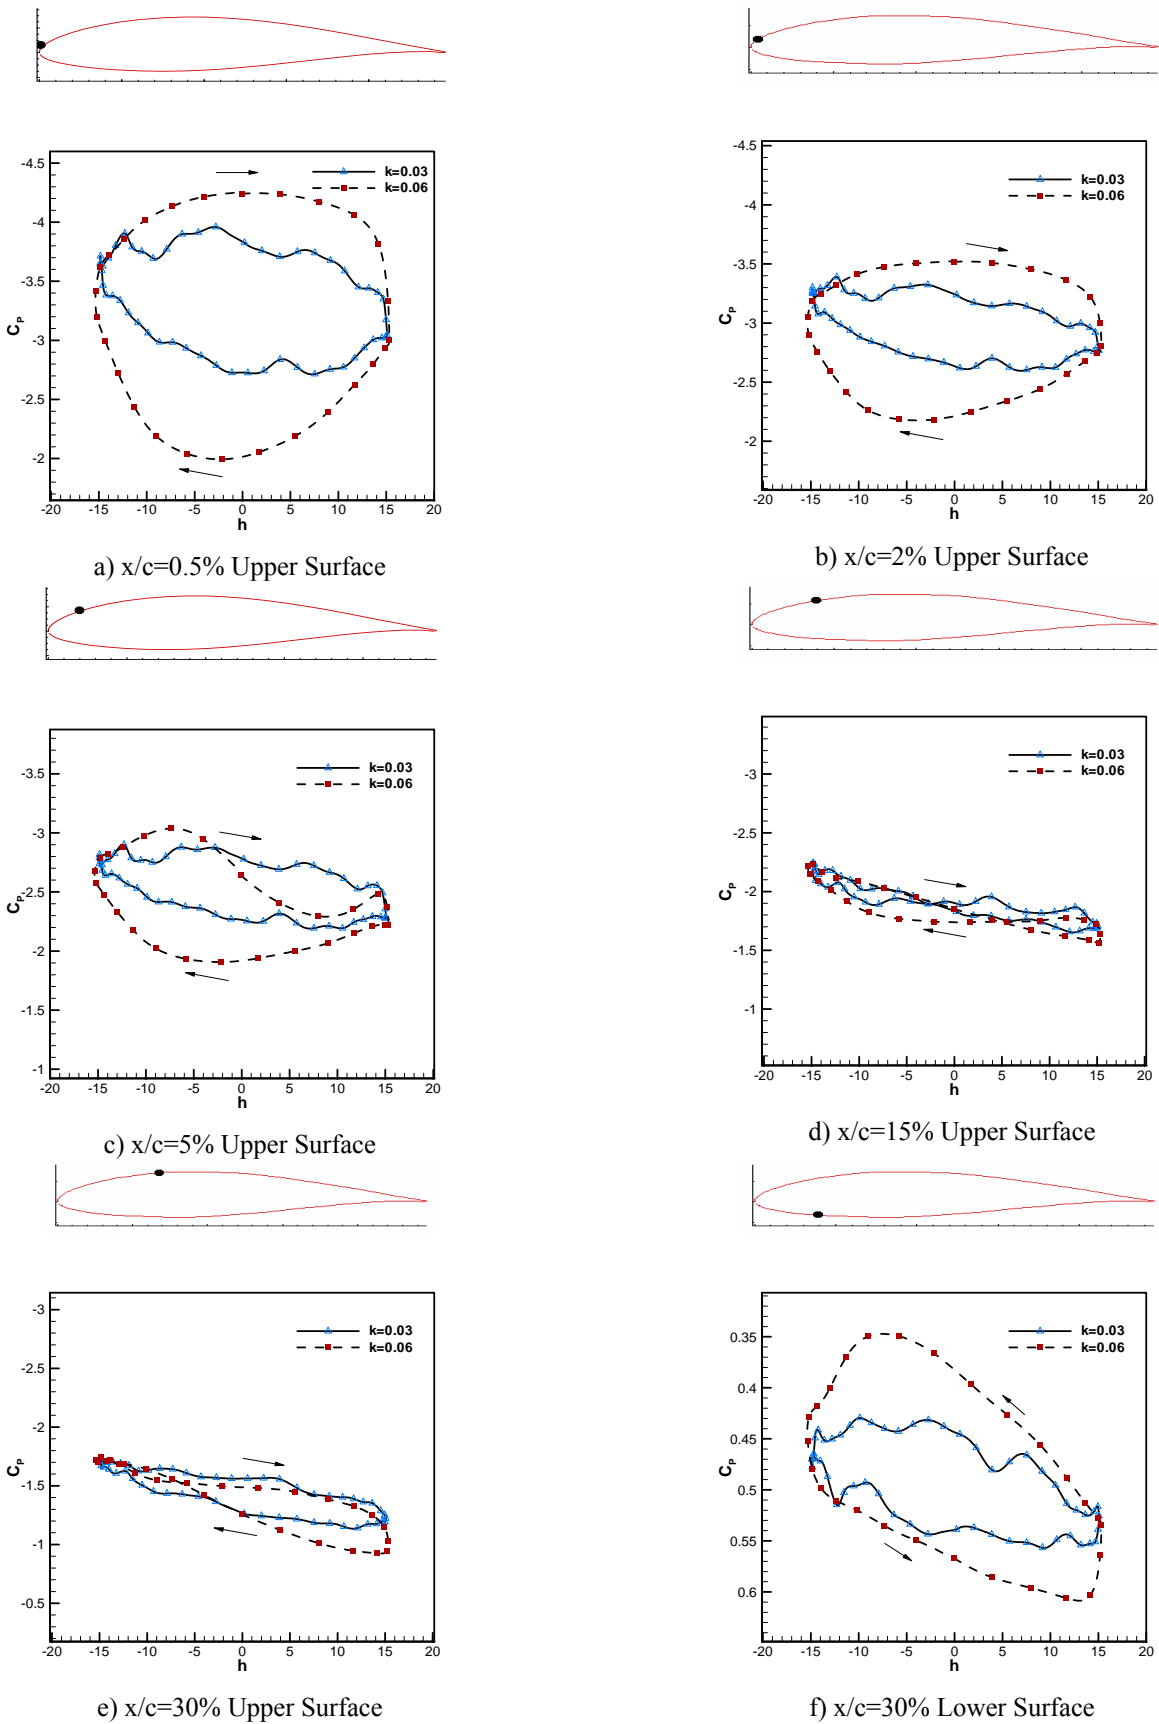 -4.5
-4
-3.5
-3
-2.5
-2
C_P
k=0.03
k=0.06
-20 -15 -10 -5 0 5 10 15 20
h
a) x/c=0.5% Upper Surface
-4.5
-4
-3.5
-3
-2.5
-2
C_P
k=0.03
k=0.06
-20 -15 -10 -5 0 5 10 15 20
h
b) x/c=2% Upper Surface
-3.5
-3
-2.5
-2
-1.5
-1
C_P
k=0.03
k=0.06
-20 -15 -10 -5 0 5 10 15 20
h
c) x/c=5% Upper Surface
-3
-2.5
-2
-1.5
-1
C_P
k=0.03
k=0.06
-20 -15 -10 -5 0 5 10 15 20
h
d) x/c=15% Upper Surface
-3
-2.5
-2
-1.5
-1
-0.5
C_P
k=0.03
k=0.06
-20 -15 -10 -5 0 5 10 15 20
h
e) x/c=30% Upper Surface
0.35
0.4
0.45
0.5
0.55
0.6
C_P
k=0.03
k=0.06
-20 -15 -10 -5 0 5 10 15 20
h
f) x/c=30% Lower Surface